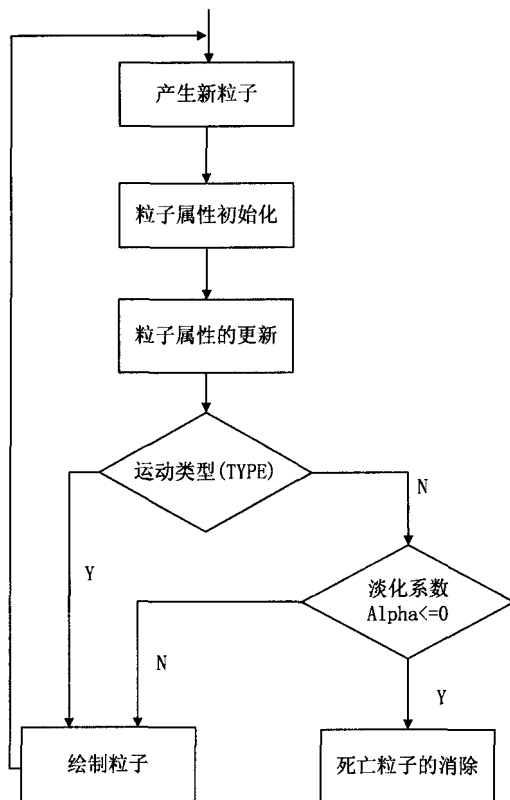 产生新粒子
粒子属性初始化
粒子属性的更新
运动类型(TYPE)
N
Y
淡化系数
Alpha<=0
N
Y
绘制粒子
死亡粒子的消除